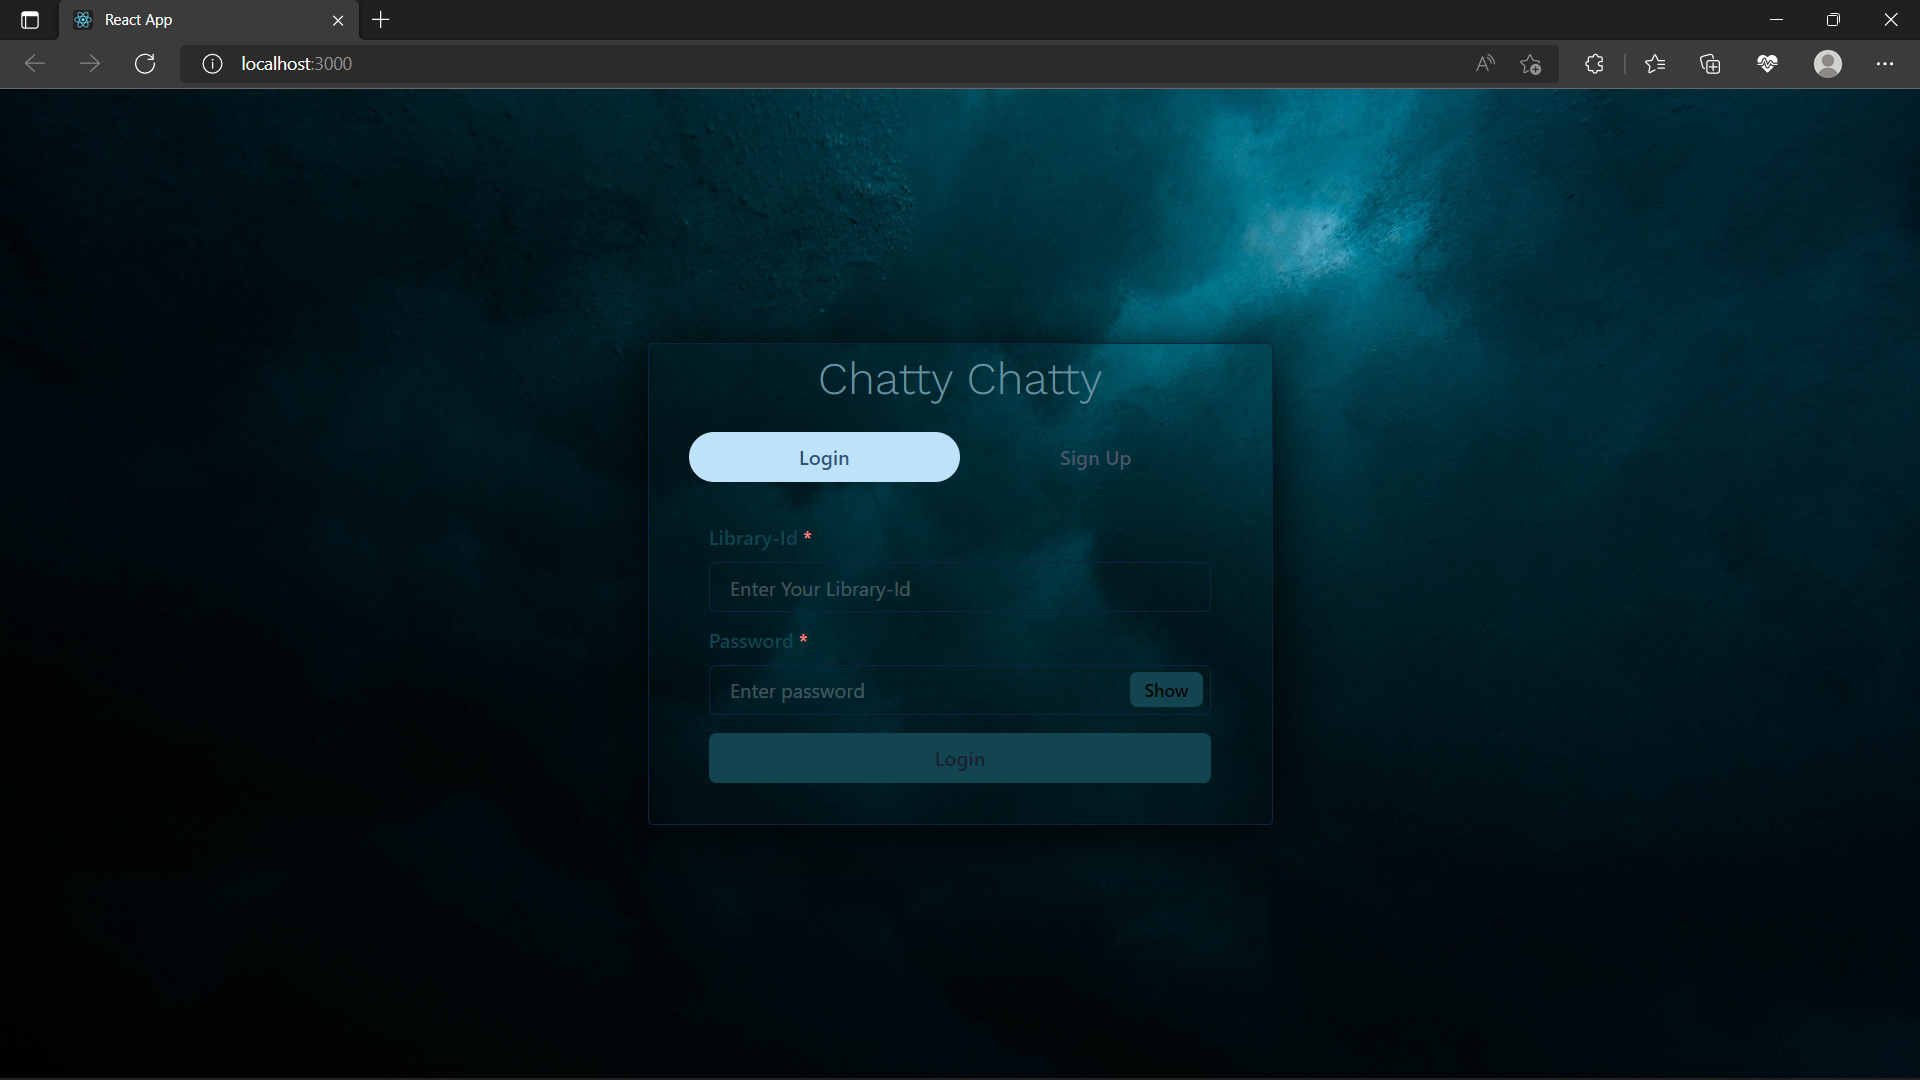 React App
localhost:3000
Chatty Chatty
Login Sign Up
Library-Id *
Enter Your Library-Id
Password *
Enter password Show
Login